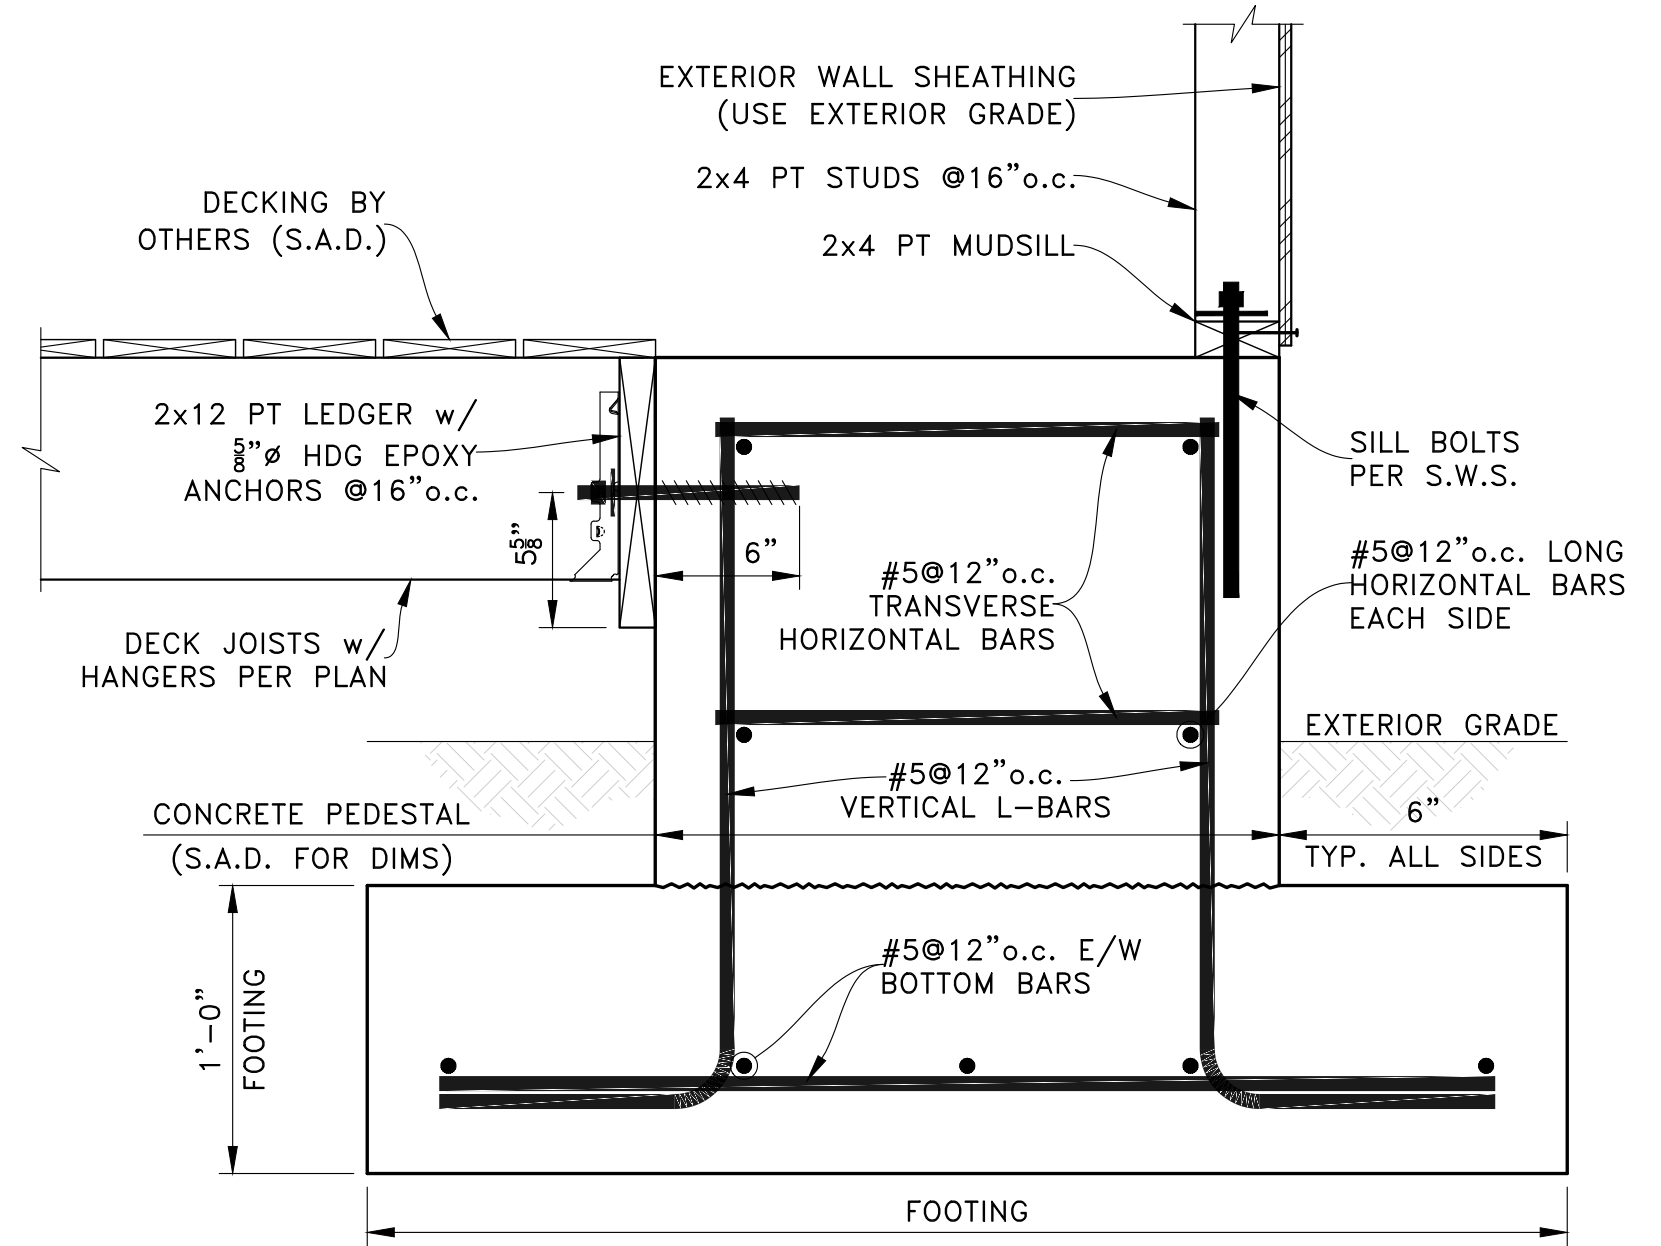 EXTERIOR WALL SHEATHING
(USE EXTERIOR GRADE)
2x4 PT STUDS @16"o.c.
2x4 PT MUDSILL
DECKING BY
OTHERS (S.A.D.)
2x12 PT LEDGER w/
5/8"ø HDG EPOXY
ANCHORS @16"o.c.
5 5/8"
6"
SILL BOLTS
PER S.W.S.
#5@12"o.c.
TRANSVERSE
HORIZONTAL BARS
#5@12"o.c. LONG
HORIZONTAL BARS
EACH SIDE
DECK JOISTS w/
HANGERS PER PLAN
EXTERIOR GRADE
#5@12"o.c.
VERTICAL L-BARS
CONCRETE PEDESTAL
(S.A.D. FOR DIMS)
6"
TYP. ALL SIDES
#5@12"o.c. E/W
BOTTOM BARS
1'-0"
FOOTING
FOOTING